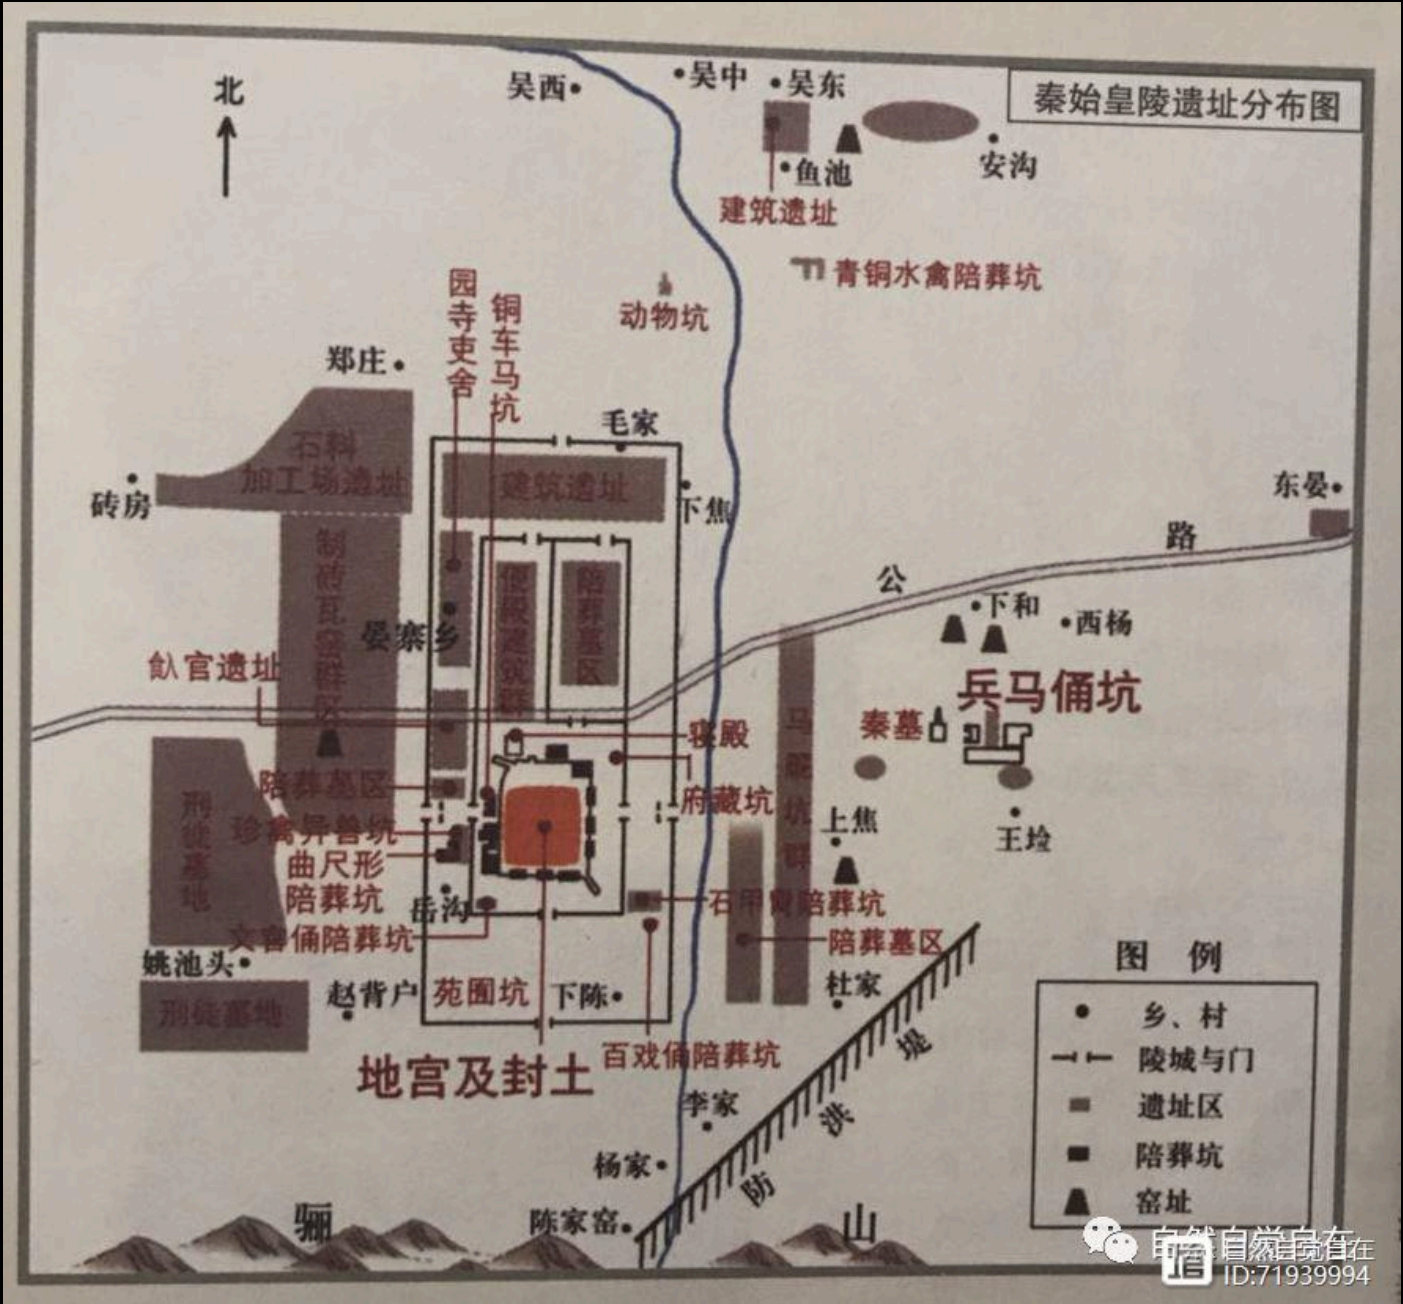 秦始皇陵遗址分布图
北
吴西
吴中
吴东
鱼池
安沟
建筑遗址
青铜水禽陪葬坑
动物坑
园寺吏舍
铜车马坑
郑庄
毛家
石料
加工场遗址
建筑遗址
砖房
下焦
东晏
公路
制砖瓦窑群区
便殿建筑群
陪葬墓区
晏寨乡
下和
西杨
飤官遗址
兵马俑坑
秦墓
马厩坑群
寝殿
府藏坑
陪葬墓区
刑徒墓地
珍禽异兽坑
曲尺形
陪葬坑
上焦
王硷
岳沟
石甲胄陪葬坑
文官俑陪葬坑
陪葬墓区
姚池头
赵背户
苑囿坑
下陈
杜家
刑徒墓地
地宫及封土
百戏俑陪葬坑
李家
杨家
陈家窑
防洪堤
骊山
图例
乡、村
陵城与门
遗址区
陪葬坑
窑址
自然自觉自在
ID:71939994